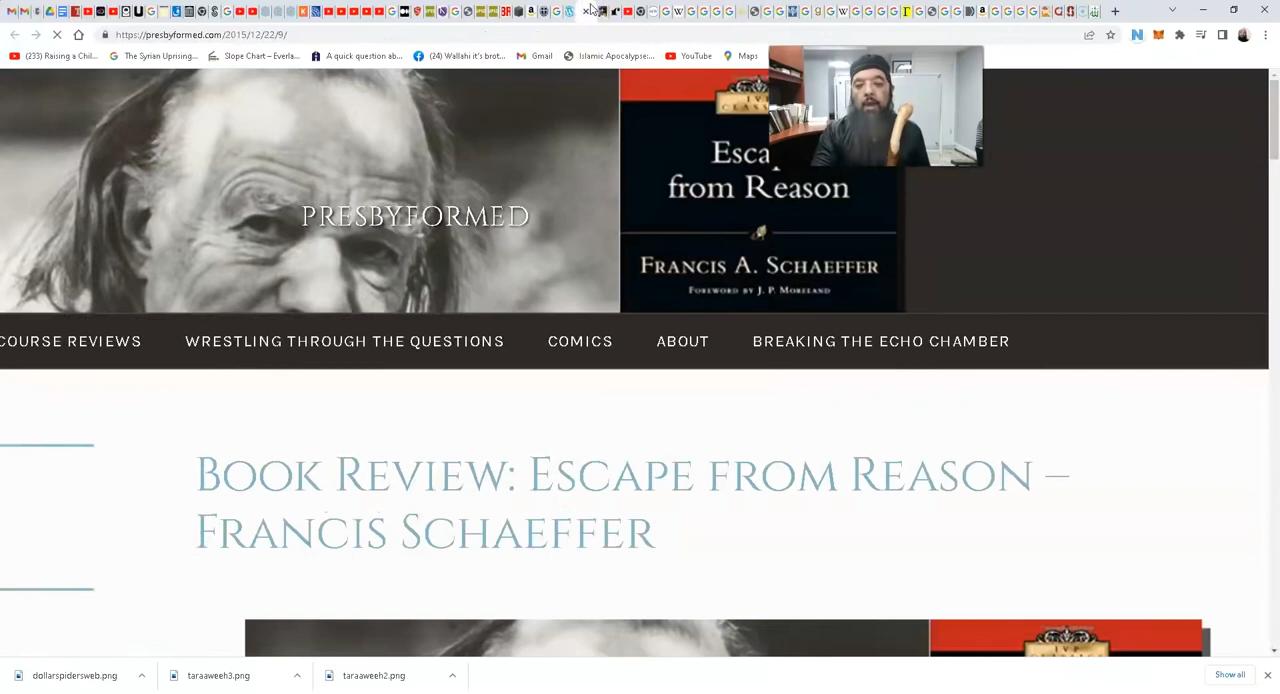 https://presbyformed.com/2015/12/22/9/
(233) Raising a Chil...
The Syrian Uprising...
Slope Chart – Everla...
A quick question ab...
(24) Wallahi it's brot...
Gmail
Islamic Apocalypse:...
YouTube
Maps
IVP
CLASS
Esca
from Reason
FRANCIS A. SCHAEFFER
FOREWORD BY J. P. MORELAND
PRESBYFORMED
COURSE REVIEWS
WRESTLING THROUGH THE QUESTIONS
COMICS
ABOUT
BREAKING THE ECHO CHAMBER
BOOK REVIEW: ESCAPE FROM REASON –
FRANCIS SCHAEFFER
IVP
dollarspidersweb.png
taraaweeh3.png
taraaweeh2.png
Show all